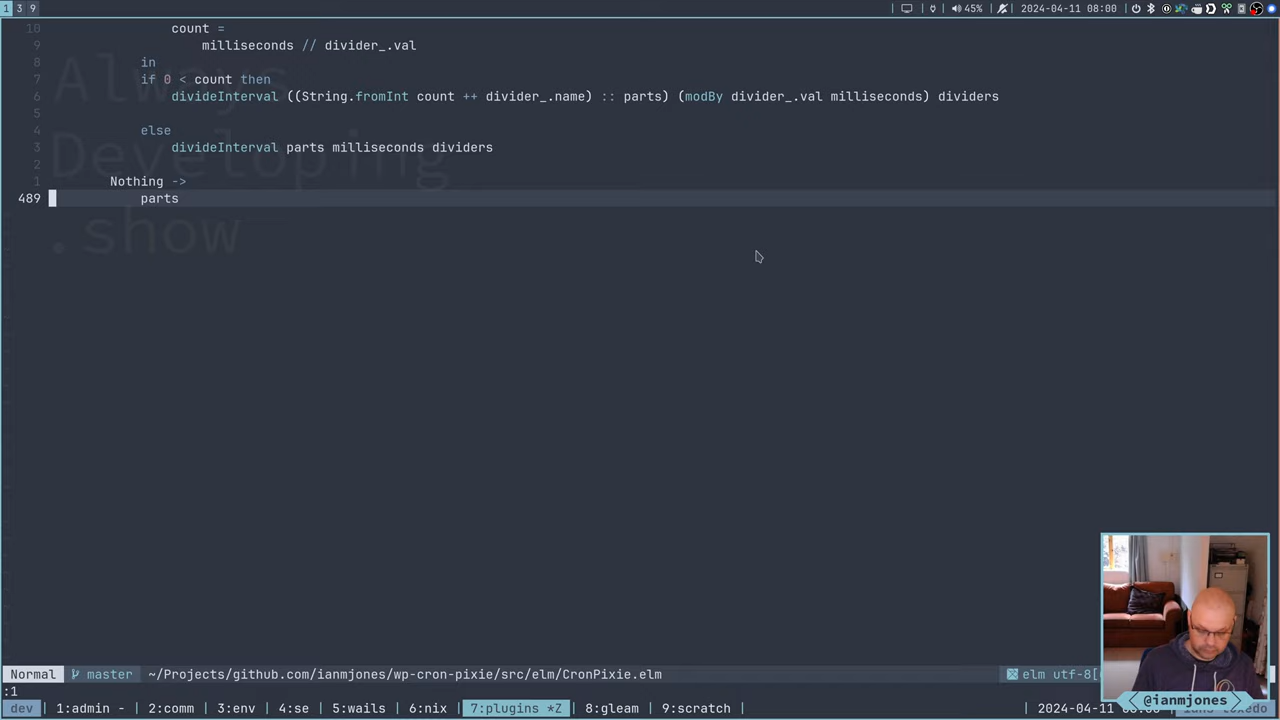 1 3 9 45% 2024-04-11 08:00
10 count =
9 milliseconds // divider_.val
8 in
7 if 0 < count then
6 divideInterval ((String.fromInt count ++ divider_.name) :: parts) (modBy divider_.val milliseconds) dividers
5
4 else
3 divideInterval parts milliseconds dividers
2
1 Nothing ->
489 parts
Always
Developing
.show
Normal master ~/Projects/github.com/ianmjones/wp-cron-pixie/src/elm/CronPixie.elm elm utf-8[
:1
@ianmjones
dev 1:admin - | 2:comm | 3:env | 4:se | 5:wails | 6:nix | 7:plugins *Z | 8:gleam | 9:scratch | 2024-04-11